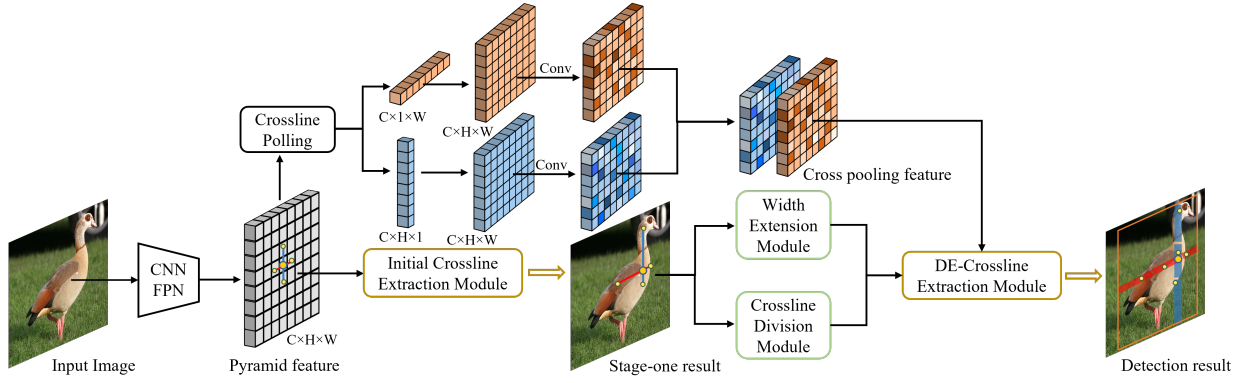 Crossline
Polling
C×1×W
C×H×W
Conv
C×H×1
C×H×W
Conv
Cross pooling feature
CNN
FPN
C×H×W
Initial Crossline
Extraction Module
Width
Extension
Module
Crossline
Division
Module
DE-Crossline
Extraction Module
Input Image
Pyramid feature
Stage-one result
Detection result